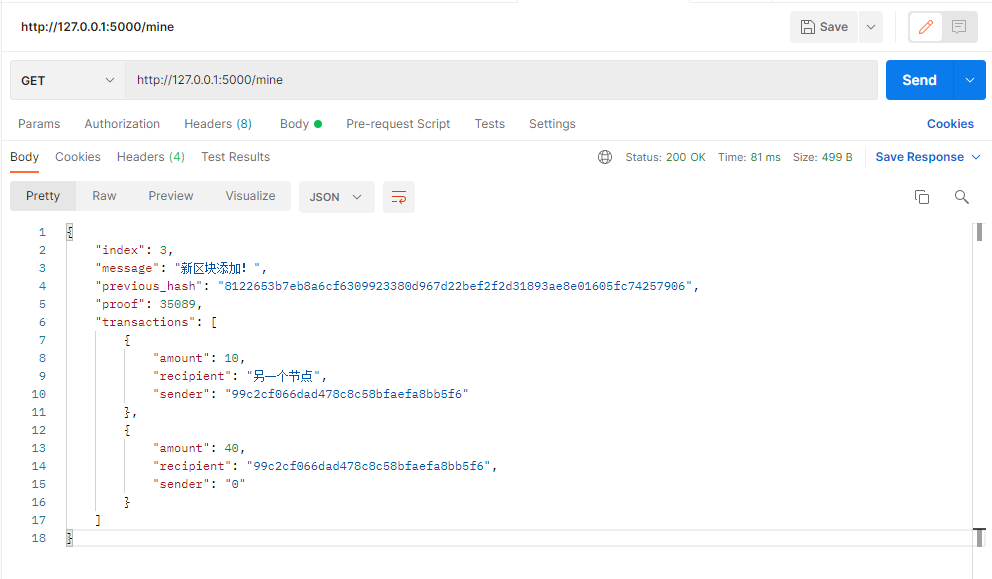 http://127.0.0.1:5000/mine
Save
GET
http://127.0.0.1:5000/mine
Send
Params Authorization Headers (8) Body Pre-request Script Tests Settings Cookies
Body Cookies Headers (4) Test Results Status: 200 OK Time: 81 ms Size: 499 B Save Response
Pretty Raw Preview Visualize JSON
1 {
2 "index": 3,
3 "message": "新区块添加！",
4 "previous_hash": "8122653b7eb8a6cf6309923380d967d22bef2f2d31893ae8e01605fc74257906",
5 "proof": 35089,
6 "transactions": [
7 {
8 "amount": 10,
9 "recipient": "另一个节点",
10 "sender": "99c2cf066dad478c8c58bfaefa8bb5f6"
11 },
12 {
13 "amount": 40,
14 "recipient": "99c2cf066dad478c8c58bfaefa8bb5f6",
15 "sender": "0"
16 }
17 ]
18 }